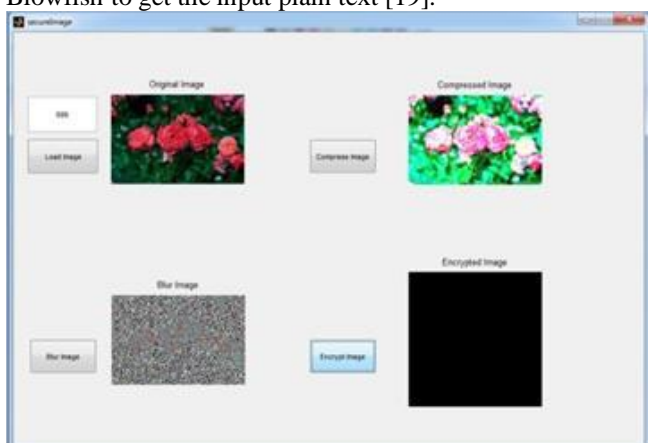 Blowfish to get the input plain text [19].
secureImage
Original Image
Compressed Image
Load Image
Compress Image
Encrypted Image
Blur Image
Blur Image
Encrypt Image